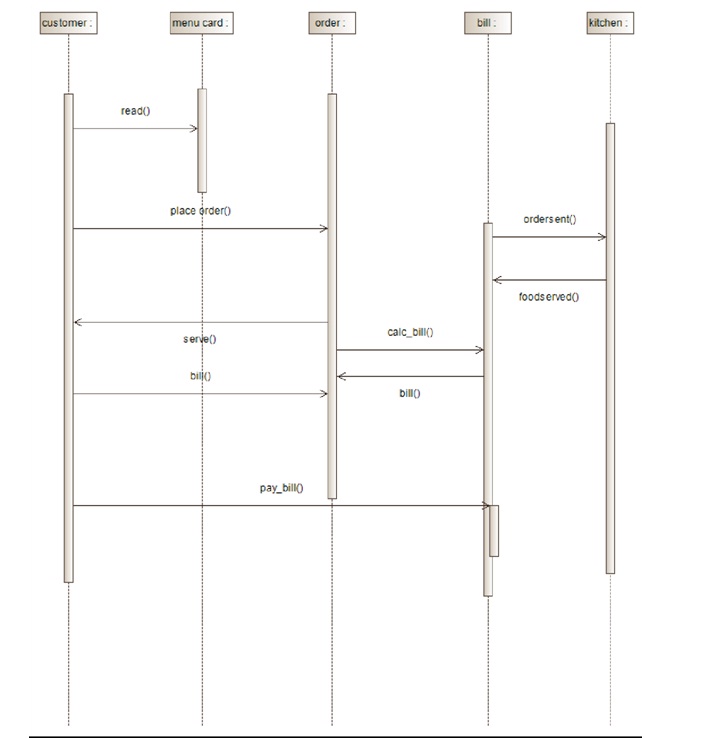 customer :
menu card :
order :
bill :
kitchen :
read()
place order()
ordersent()
foodserved()
serve()
calc_bill()
bill()
bill()
pay_bill()